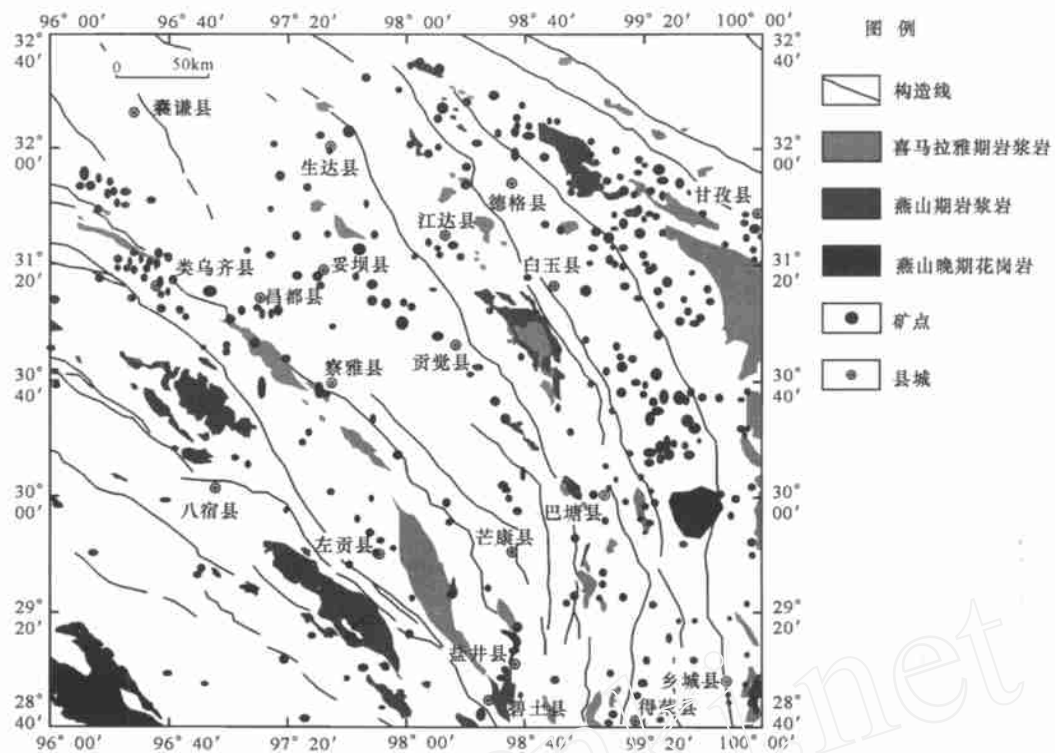 96° 00′ 96° 40′ 97° 20′ 98° 00′ 98° 40′ 99° 20′ 100° 00′
32° 40′
32° 00′
31° 20′
30° 40′
30° 00′
29° 20′
28° 40′
0 50km
囊谦县
生达县
德格县
甘孜县
江达县
类乌齐县
妥坝县
白玉县
昌都县
贡觉县
察雅县
八宿县
巴塘县
左贡县
芒康县
盐井县
乡城县
碧土县
得荣县
32° 40′
32° 00′
31° 20′
30° 40′
30° 00′
29° 20′
28° 40′
96° 00′ 96° 40′ 97° 20′ 98° 00′ 98° 40′ 99° 20′ 100° 00′
图 例
构造线
喜马拉雅期岩浆岩
燕山期岩浆岩
燕山晚期花岗岩
矿点
县城